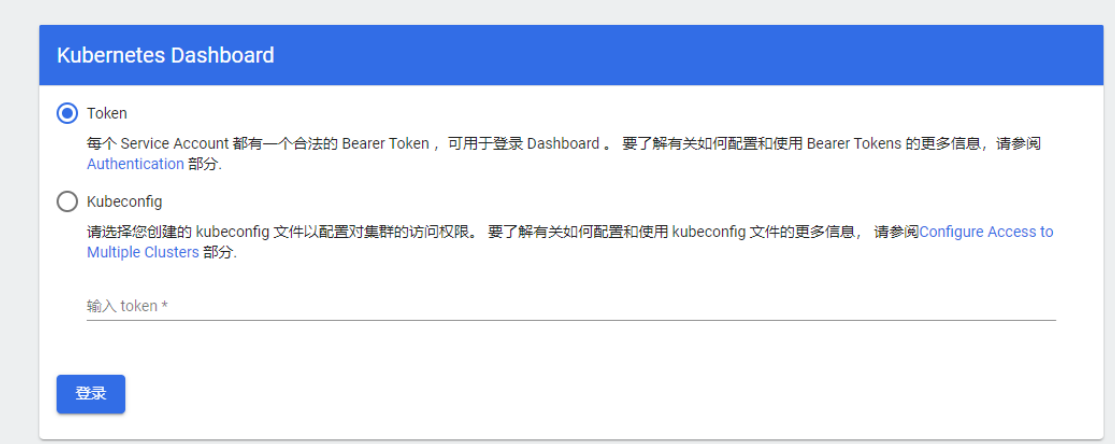 Kubernetes Dashboard
Token
每个 Service Account 都有一个合法的 Bearer Token ，可用于登录 Dashboard 。 要了解有关如何配置和使用 Bearer Tokens 的更多信息，请参阅
Authentication 部分.
Kubeconfig
请选择您创建的 kubeconfig 文件以配置对集群的访问权限。 要了解有关如何配置和使用 kubeconfig 文件的更多信息， 请参阅Configure Access to
Multiple Clusters 部分.
输入 token *
登录